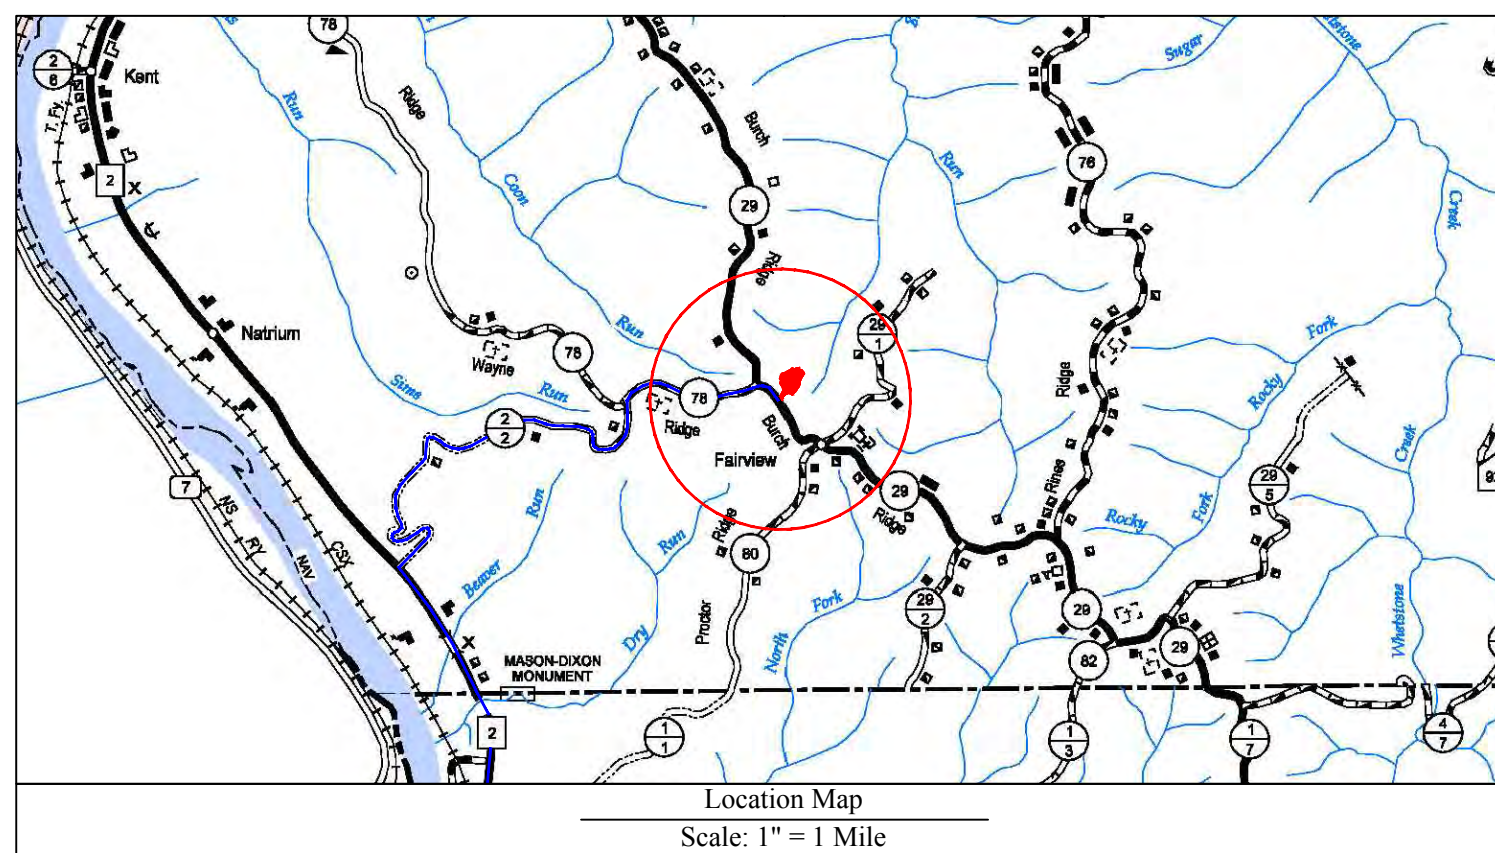 78
2
6
Kent
T. Fy.
2
X
Run
Ridge
Coon
Burch
29
Ridge
Run
Sugar
Whetstone
76
Creek
Natrium
Wayne
78
Run
Sims
Run
78
Ridge
2
2
29
1
Burch
Fairview
29
Ridge
Ridge
Rines
Fork
Rocky
Creek
29
5
Rocky
Fork
7
NS
RY
NAV
CSX
Run
Beaver
Run
Dry
Ridge
80
Proctor
Fork
North
29
2
29
82
29
Whetstone
X
MASON-DIXON
MONUMENT
2
1
1
1
3
1
7
4
7
Location Map
Scale: 1" = 1 Mile